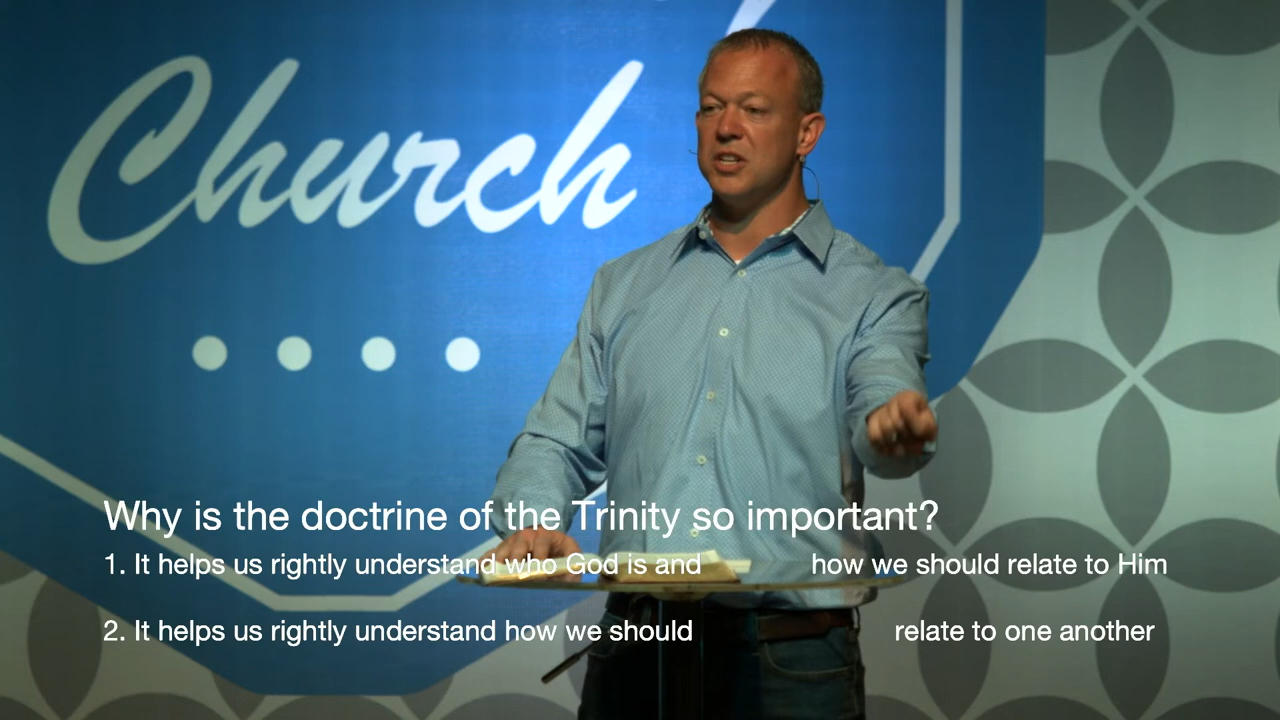 Church
Why is the doctrine of the Trinity so important?
1. It helps us rightly understand who God is and how we should relate to Him
2. It helps us rightly understand how we should relate to one another